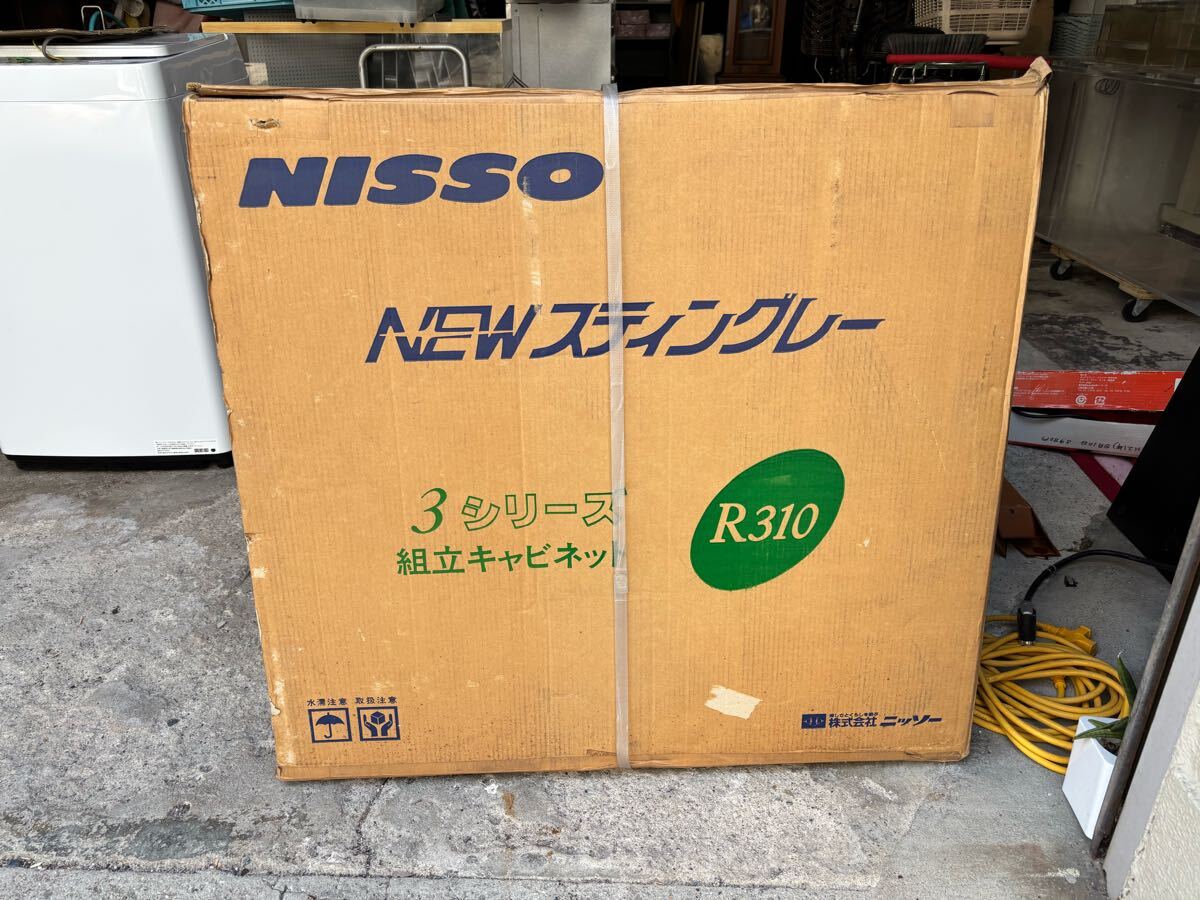 NISSO
NEWスティングレー
3 シリーズ
組立キャビネット
R310
水濡注意 取扱注意
株式会社 ニッソー